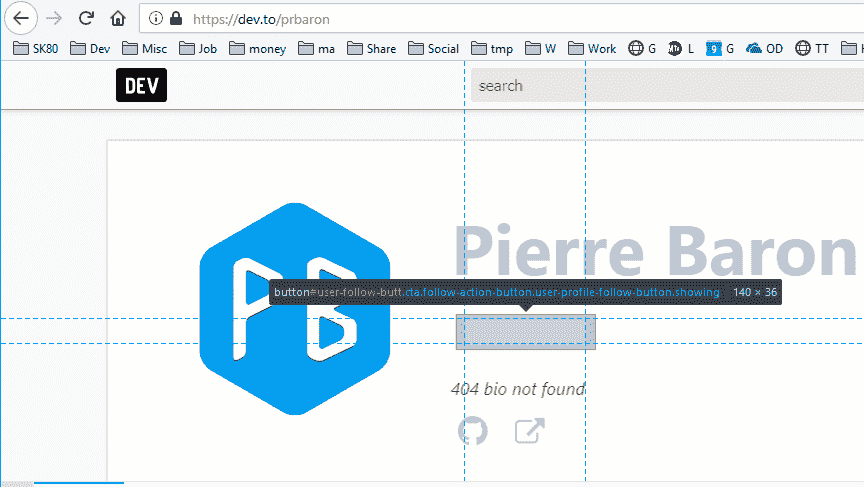 https://dev.to/prbaron
SK80 Dev Misc Job money ma Share Social tmp W Work G L 9 G OD TT
DEV search
Pierre Baron
PB
button#user-follow-butt.cta.follow-action-button.user-profile-follow-button.showing 140 × 36
404 bio not found